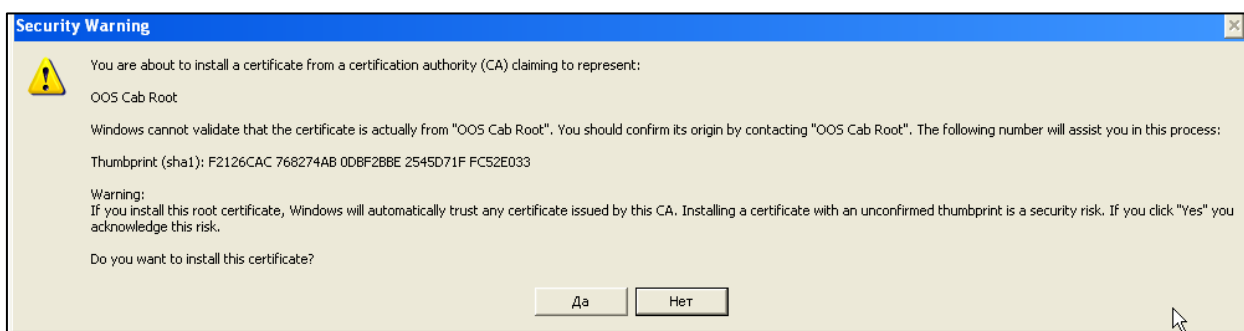 Security Warning
You are about to install a certificate from a certification authority (CA) claiming to represent:
OOS Cab Root
Windows cannot validate that the certificate is actually from "OOS Cab Root". You should confirm its origin by contacting "OOS Cab Root". The following number will assist you in this process:
Thumbprint (sha1): F2126CAC 768274AB 0DBF2BBE 2545D71F FC52E033
Warning:
If you install this root certificate, Windows will automatically trust any certificate issued by this CA. Installing a certificate with an unconfirmed thumbprint is a security risk. If you click "Yes" you
acknowledge this risk.
Do you want to install this certificate?
Да
Нет